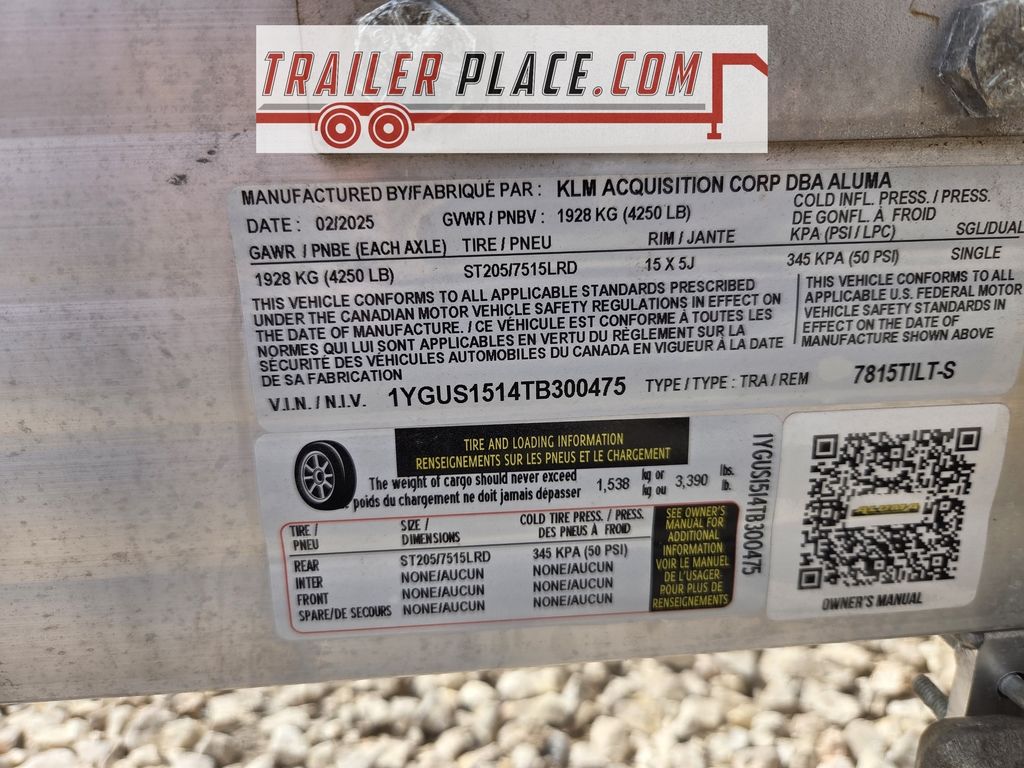 TRAILER PLACE.COM
MANUFACTURED BY/FABRIQUÉ PAR : KLM ACQUISITION CORP DBA ALUMA
DATE : 02/2025 GVWR / PNBV : 1928 KG (4250 LB)
COLD INFL. PRESS. / PRESS.
DE GONFL. À FROID
GAWR / PNBE (EACH AXLE) TIRE / PNEU RIM / JANTE KPA (PSI / LPC) SGL/DUAL
1928 KG (4250 LB) ST205/7515LRD 15 X 5J 345 KPA (50 PSI) SINGLE
THIS VEHICLE CONFORMS TO ALL APPLICABLE STANDARDS PRESCRIBED
UNDER THE CANADIAN MOTOR VEHICLE SAFETY REGULATIONS IN EFFECT ON
THE DATE OF MANUFACTURE. / CE VÉHICULE EST CONFORME À TOUTES LES
NORMES QUI LUI SONT APPLICABLES EN VERTU DU RÈGLEMENT SUR LA
SÉCURITÉ DES VÉHICULES AUTOMOBILES DU CANADA EN VIGUEUR À LA DATE
DE SA FABRICATION
THIS VEHICLE CONFORMS TO ALL
APPLICABLE U.S. FEDERAL MOTOR
VEHICLE SAFETY STANDARDS IN
EFFECT ON THE DATE OF
MANUFACTURE SHOWN ABOVE
V.I.N. / N.I.V. 1YGUS1514TB300475 TYPE / TYPE : TRA / REM 7815TILT-S
TIRE AND LOADING INFORMATION
RENSEIGNEMENTS SUR LES PNEUS ET LE CHARGEMENT
The weight of cargo should never exceed kg or lbs.
poids du chargement ne doit jamais dépasser 1,538 kg ou 3,390 lb.
TIRE / PNEU SIZE / DIMENSIONS COLD TIRE PRESS. / PRESS. DES PNEUS À FROID
REAR ST205/7515LRD 345 KPA (50 PSI)
INTER NONE/AUCUN NONE/AUCUN
FRONT NONE/AUCUN NONE/AUCUN
SPARE/DE SECOURS NONE/AUCUN NONE/AUCUN
SEE OWNER'S
MANUAL FOR
ADDITIONAL
INFORMATION
VOIR LE MANUEL
DE L'USAGER
POUR PLUS DE
RENSEIGNEMENTS
1YGUS1514TB300475
ALUMA
OWNER'S MANUAL